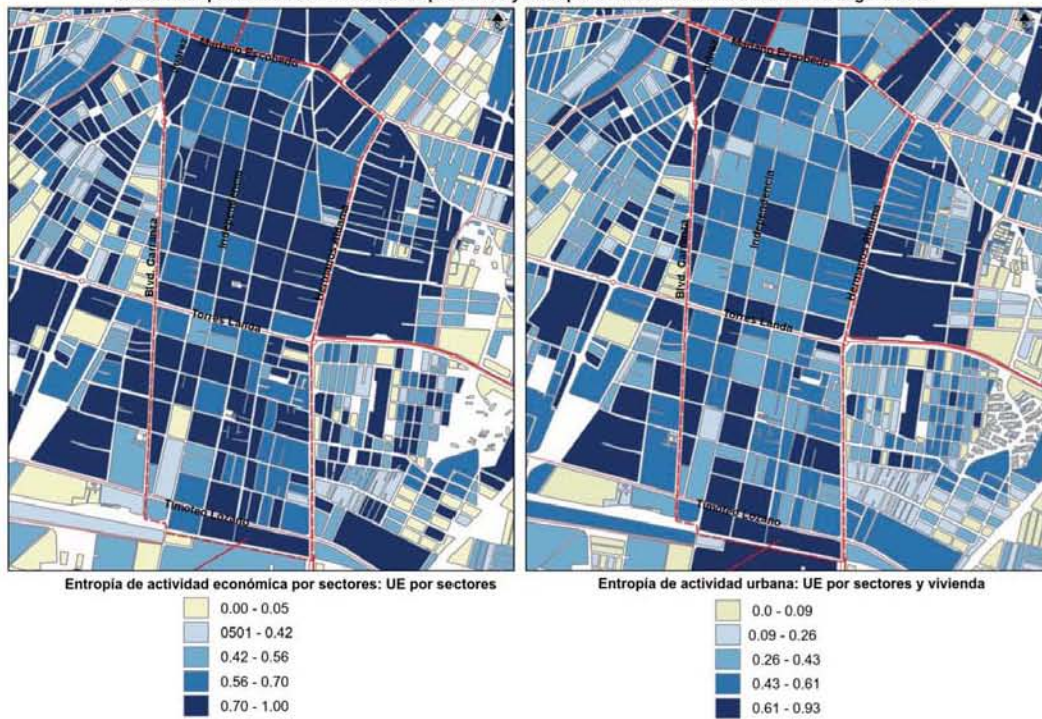 Mariano Escobedo
Blvd. Carranza
Independencia
Hermanos Aldama
Torres Landa
Timoteo Lozano
Mariano Escobedo
Blvd. Carranza
Independencia
Hermanos Aldama
Torres Landa
Timoteo Lozano
Entropía de actividad económica por sectores: UE por sectores
0.00 - 0.05
0501 - 0.42
0.42 - 0.56
0.56 - 0.70
0.70 - 1.00
Entropía de actividad urbana: UE por sectores y vivienda
0.0 - 0.09
0.09 - 0.26
0.26 - 0.43
0.43 - 0.61
0.61 - 0.93